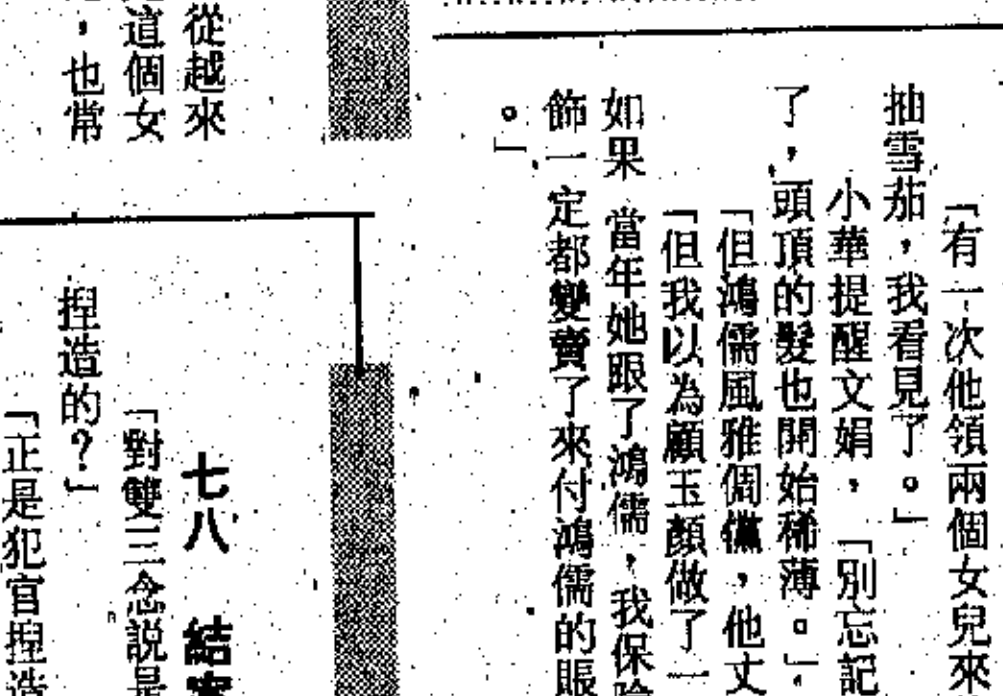 「有一次他領兩個女兒來
抽雪茄，我看見了。」
小華提醒文娟，「別忘記
了，頭頂的髮也開始稀薄。」
「但鴻儒風雅倜儻，他丈
「但我以為顧玉顏做了一
如果當年她跟了鴻儒，我保險
飾一定都變賣了來付鴻儒的賬
。」
從越來
這個女
，也常
七八 結案
「對雙三念說是
捏造的？」
「正是犯官捏造